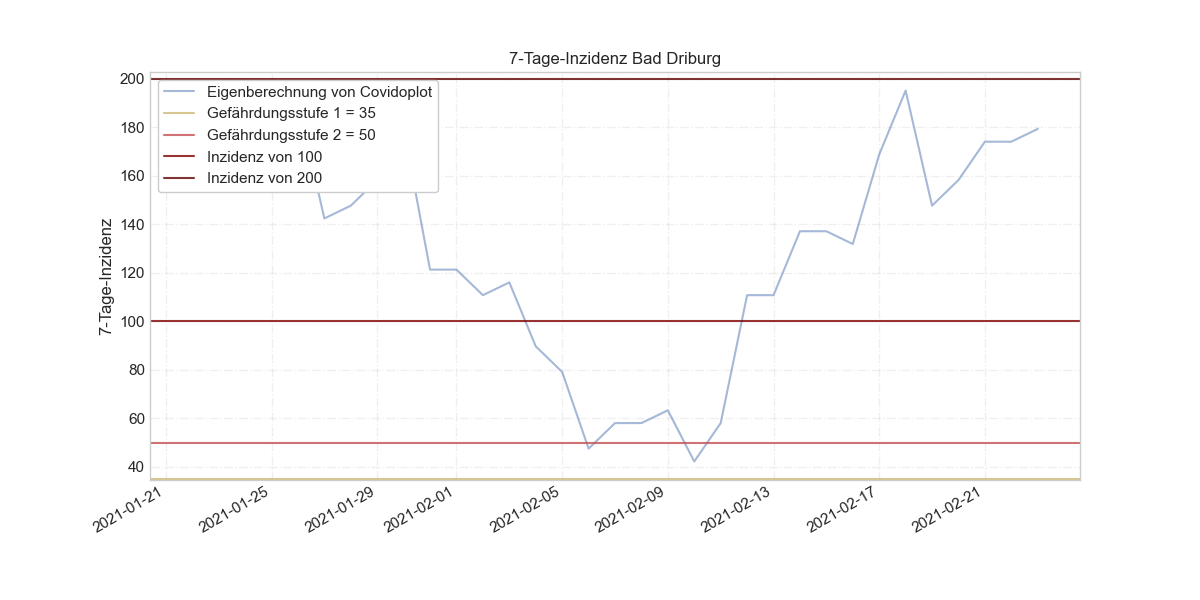 7-Tage-Inzidenz Bad Driburg
7-Tage-Inzidenz
200
180
160
140
120
100
80
60
40
Eigenberechnung von Covidoplot
Gefährdungsstufe 1 = 35
Gefährdungsstufe 2 = 50
Inzidenz von 100
Inzidenz von 200
2021-01-21
2021-01-25
2021-01-29
2021-02-01
2021-02-05
2021-02-09
2021-02-13
2021-02-17
2021-02-21